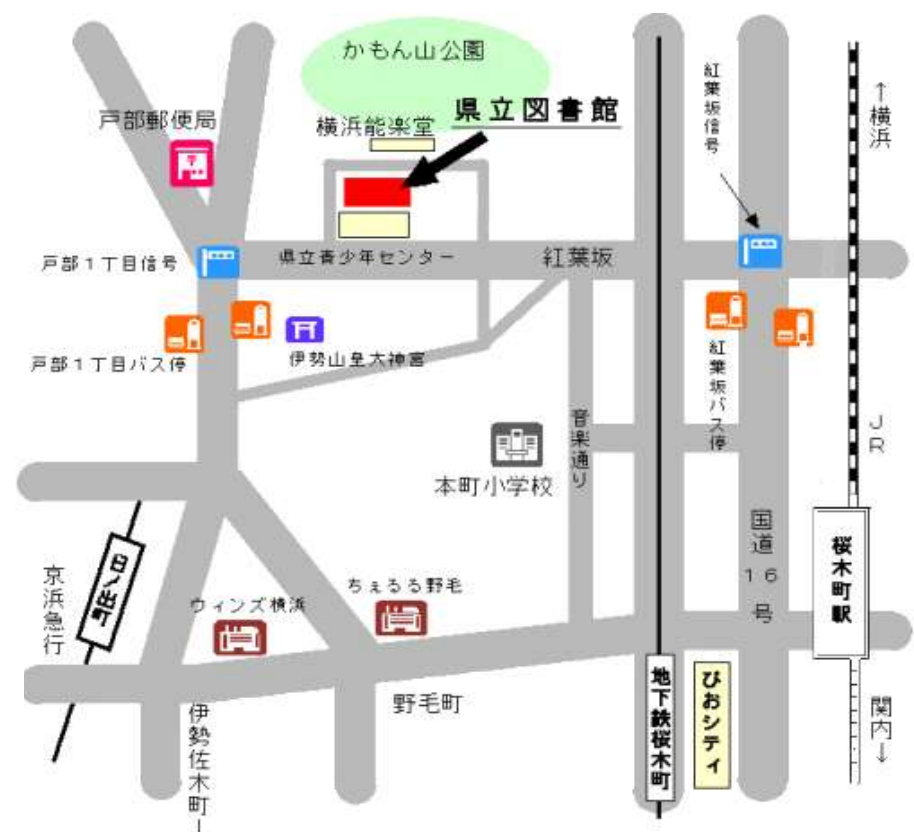 かもん山公園
県立図書館
紅葉坂信号
↑横浜
戸部郵便局
横浜能楽堂
戸部1丁目信号
県立青少年センター
紅葉坂
戸部1丁目バス停
伊勢山皇大神宮
紅葉坂バス停
音楽通り
JR
本町小学校
国道16号
桜木町駅
京浜急行
日ノ出町
ウィンズ横浜
ちぇるる野毛
野毛町
伊勢佐木町↓
地下鉄桜木町
ぴおシティ
関内↓